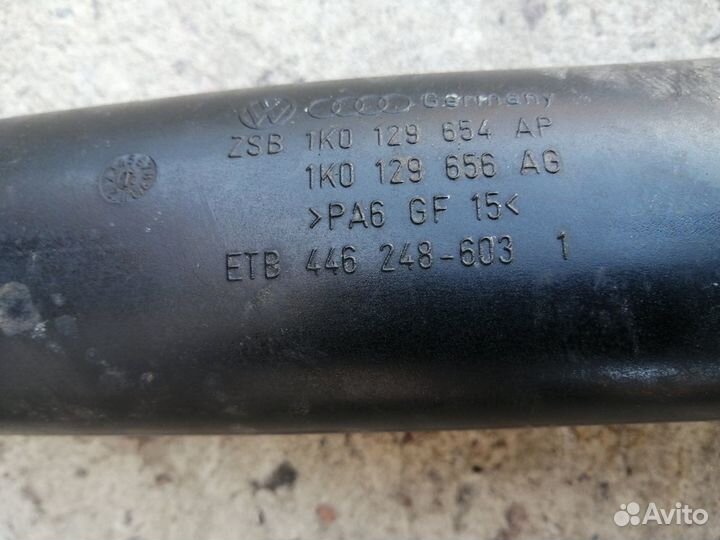 Germany
ZSB 1K0 129 654 AP
1K0 129 656 AG
>PA6 GF 15<
ETB 446 248-603 1
Avito